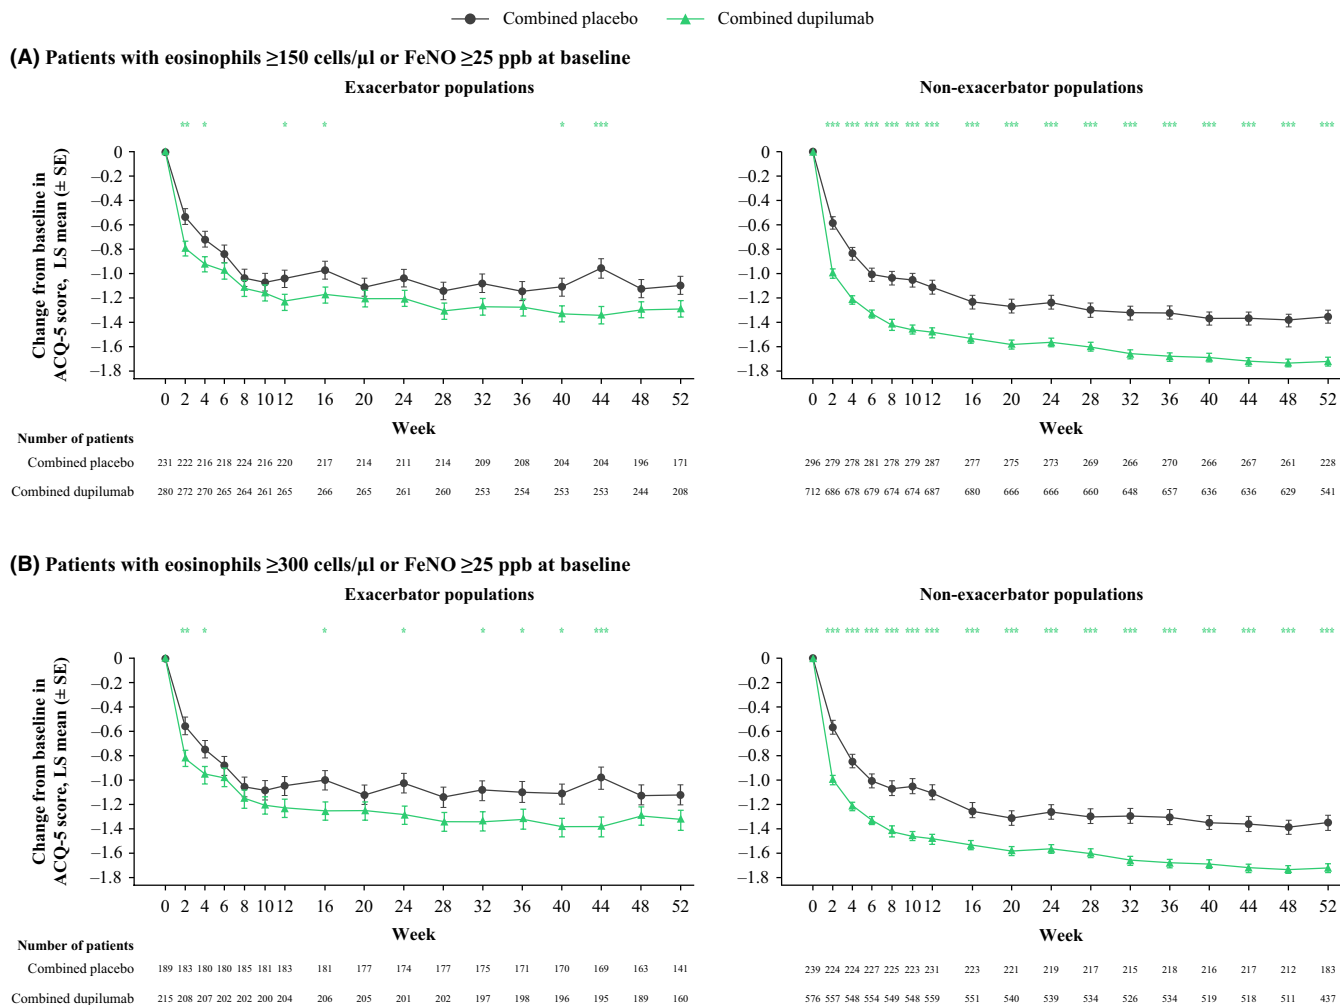 Combined placebo Combined dupilumab
(A) Patients with eosinophils ≥150 cells/µl or FeNO ≥25 ppb at baseline
Exacerbator populations
** * * * * ***
Change from baseline in
ACQ-5 score, LS mean (± SE)
0
–0.2
–0.4
–0.6
–0.8
–1.0
–1.2
–1.4
–1.6
–1.8
0 2 4 6 8 10 12 16 20 24 28 32 36 40 44 48 52
Week
Non-exacerbator populations
*** *** *** *** *** *** *** *** *** *** *** *** *** *** *** ***
0
–0.2
–0.4
–0.6
–0.8
–1.0
–1.2
–1.4
–1.6
–1.8
0 2 4 6 8 10 12 16 20 24 28 32 36 40 44 48 52
Week
Number of patients
Combined placebo 231 222 216 218 224 216 220 217 214 211 214 209 208 204 204 196 171 296 279 278 281 278 279 287 277 275 273 269 266 270 266 267 261 228
Combined dupilumab 280 272 270 265 264 261 265 266 265 261 260 253 254 253 253 244 208 712 686 678 679 674 674 687 680 666 666 660 648 657 636 636 629 541
(B) Patients with eosinophils ≥300 cells/µl or FeNO ≥25 ppb at baseline
Exacerbator populations
** * * * * * * ***
Change from baseline in
ACQ-5 score, LS mean (± SE)
0
–0.2
–0.4
–0.6
–0.8
–1.0
–1.2
–1.4
–1.6
–1.8
0 2 4 6 8 10 12 16 20 24 28 32 36 40 44 48 52
Week
Non-exacerbator populations
*** *** *** *** *** *** *** *** *** *** *** *** *** *** *** ***
0
–0.2
–0.4
–0.6
–0.8
–1.0
–1.2
–1.4
–1.6
–1.8
0 2 4 6 8 10 12 16 20 24 28 32 36 40 44 48 52
Week
Number of patients
Combined placebo 189 183 180 180 185 181 183 181 177 174 177 175 171 170 169 163 141 239 224 224 227 225 223 231 223 221 219 217 215 218 216 217 212 183
Combined dupilumab 215 208 207 202 202 200 204 206 205 201 202 197 198 196 195 189 160 576 557 548 554 549 548 559 551 540 539 534 526 534 519 518 511 437